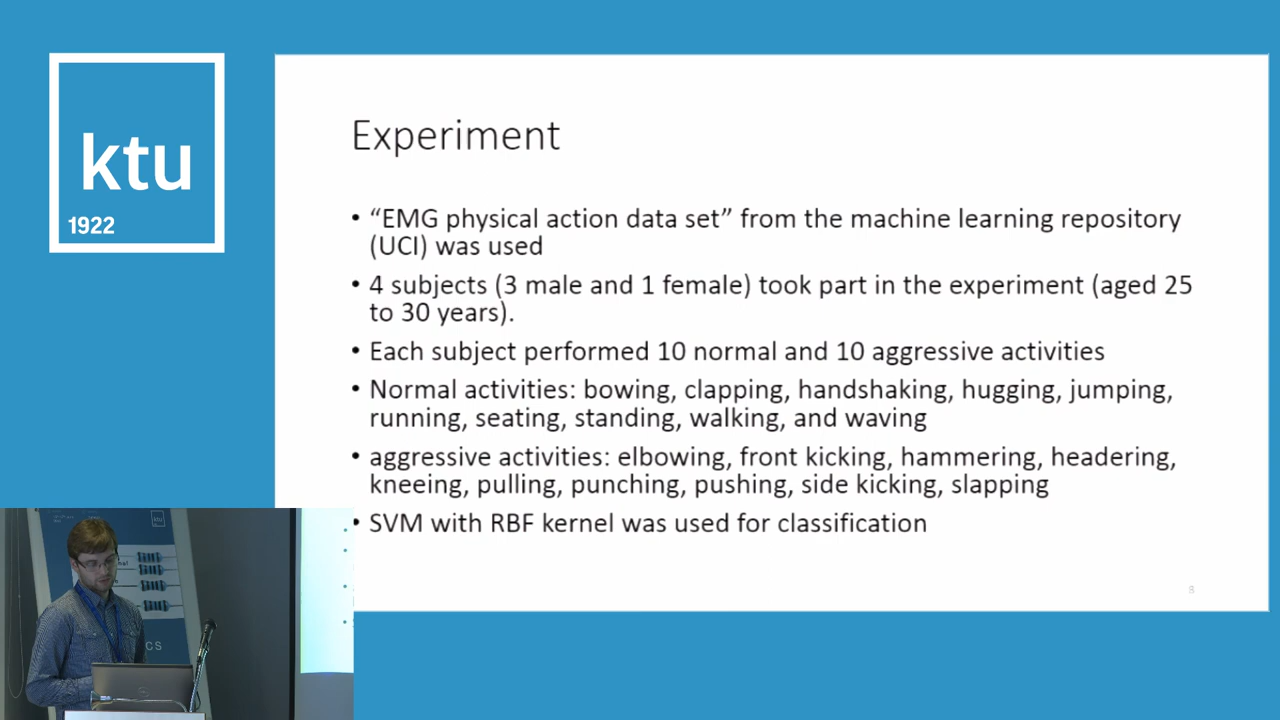 ktu
1922
Experiment
• “EMG physical action data set” from the machine learning repository
(UCI) was used
• 4 subjects (3 male and 1 female) took part in the experiment (aged 25
to 30 years).
• Each subject performed 10 normal and 10 aggressive activities
• Normal activities: bowing, clapping, handshaking, hugging, jumping,
running, seating, standing, walking, and waving
• aggressive activities: elbowing, front kicking, hammering, headering,
kneeing, pulling, punching, pushing, side kicking, slapping
• SVM with RBF kernel was used for classification
8